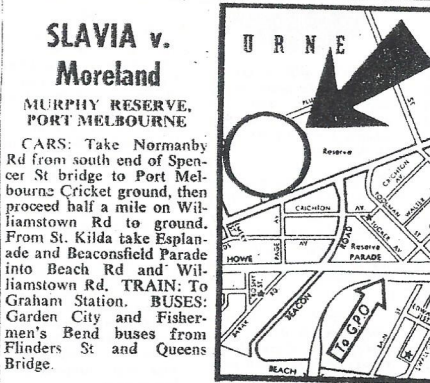 SLAVIA v.
Moreland
MURPHY RESERVE,
PORT MELBOURNE
CARS: Take Normanby
Rd from south end of Spen-
cer St bridge to Port Mel-
bourne Cricket ground, then
proceed half a mile on Wil-
liamstown Rd to ground.
From St. Kilda take Esplan-
ade and Beaconsfield Parade
into Beach Rd and Wil-
liamstown Rd. TRAIN: To
Graham Station. BUSES:
Garden City and Fisher-
men's Bend buses from
Flinders St and Queens
Bridge.
URNE
ST
Reserve
CRICHTON
AV
CRICHTON AV
TUCKER AV
ST
HOWE
PAGE AV
ROAD
Reserve
PARADE
BEACON
To G.P.O
BEACH